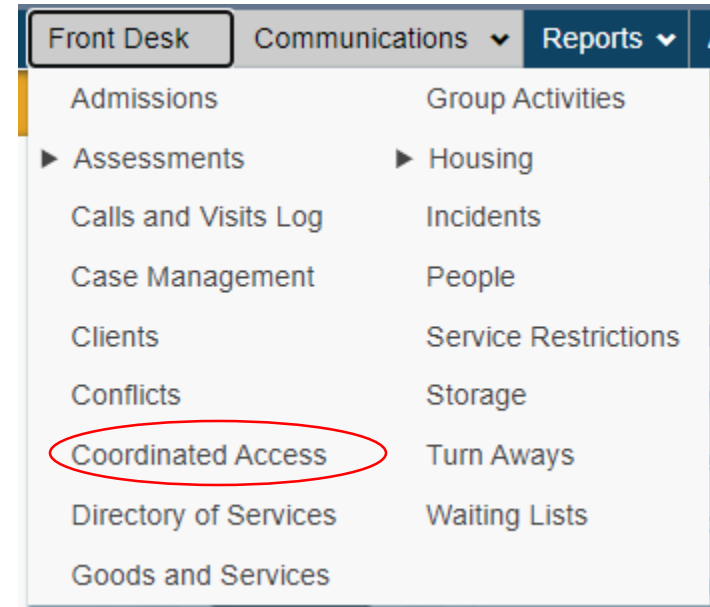 Front Desk Communications Reports
Admissions Group Activities
Assessments Housing
Calls and Visits Log Incidents
Case Management People
Clients Service Restrictions
Conflicts Storage
Coordinated Access Turn Aways
Directory of Services Waiting Lists
Goods and Services